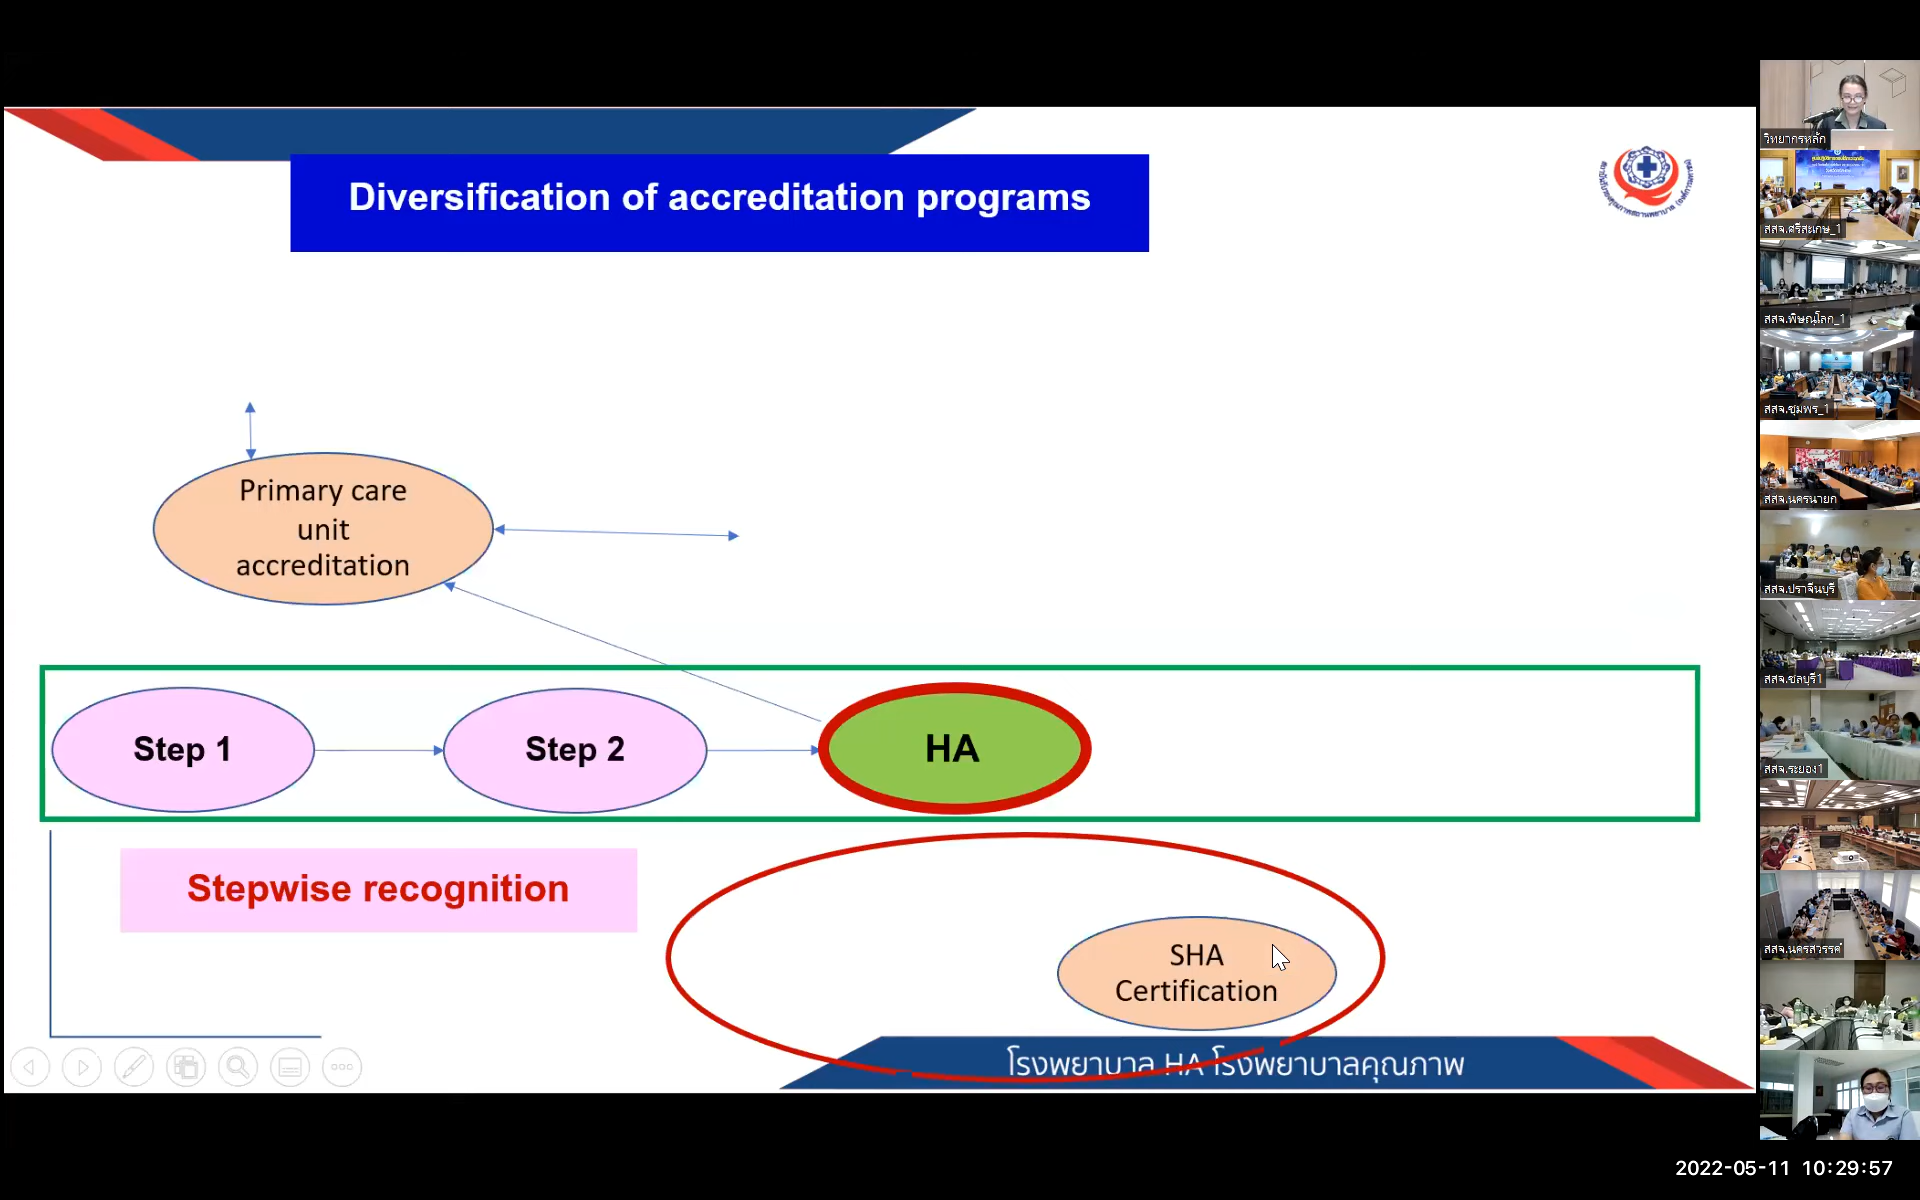 Diversification of accreditation programs
Primary care
unit
accreditation
Step 1
Step 2
HA
Stepwise recognition
SHA
Certification
โรงพยาบาล HA โรงพยาบาลคุณภาพ
วิทยากรหลัก
สสจ.ศรีสะเกษ_1
สสจ.พิษณุโลก_1
สสจ.ชุมพร_1
สสจ.นครนายก
สสจ.ปราจีนบุรี
สสจ.ชลบุรี1
สสจ.ระยอง1
สสจ.นครสวรรค์
2022-05-11 10:29:57